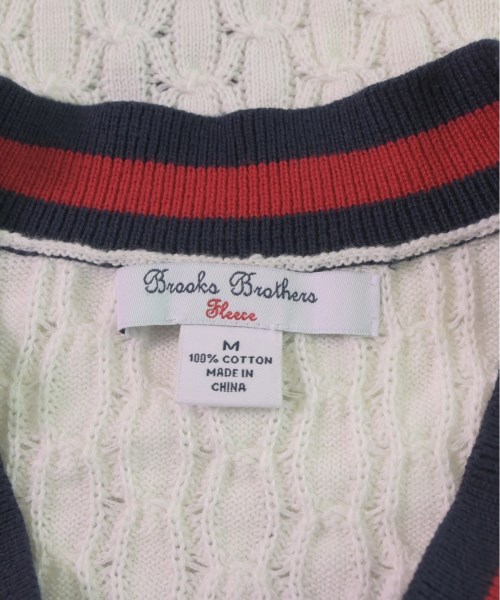 Brooks Brothers
Fleece
M
100% COTTON
MADE IN
CHINA